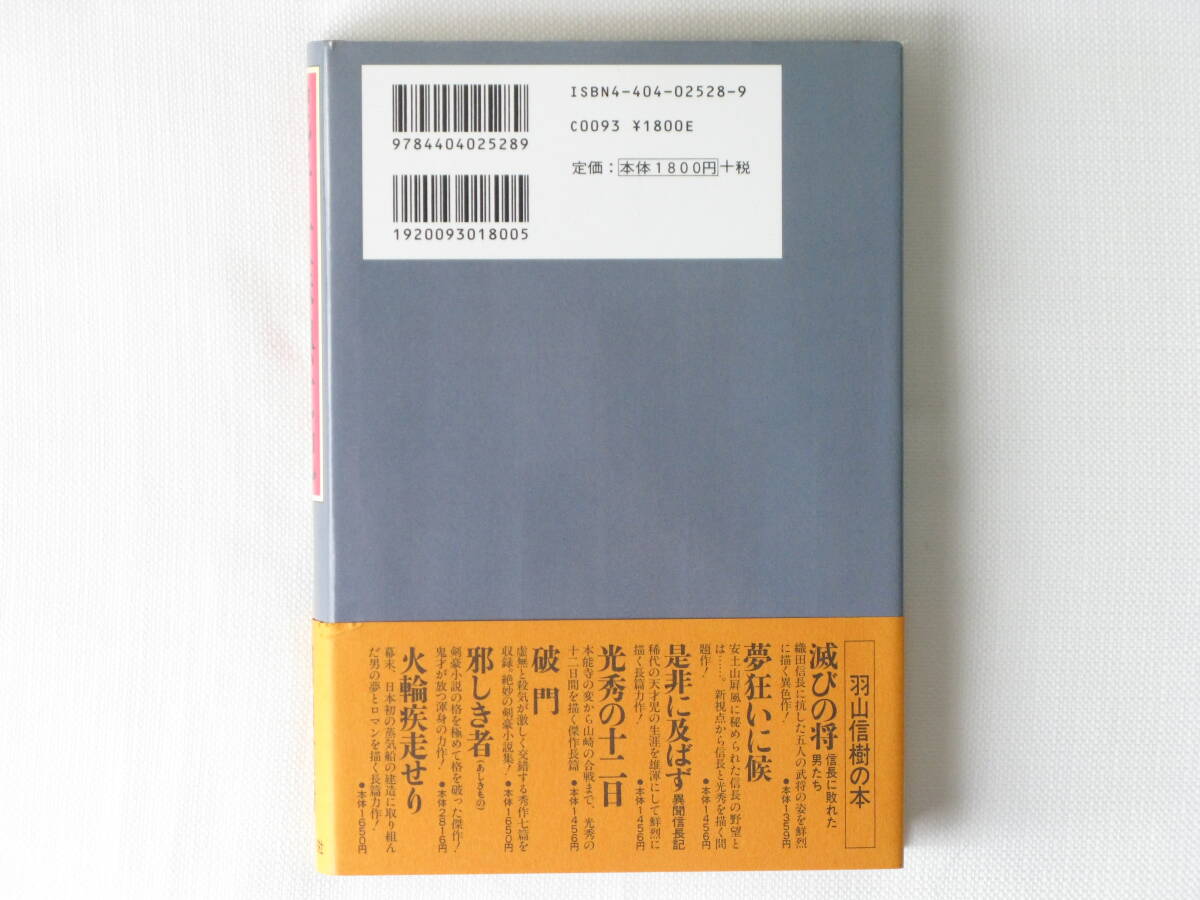 ISBN4-404-02528-9
C0093 ¥1800E
定価：本体1800円+税
9784404025289
1920093018005
羽山信樹の本
滅びの将 信長に敗れた男たち
織田信長に抗した五人の武将の姿を鮮烈
に描く異色作！
●本体1359円
夢狂いに候
安土山屏風に秘められた信長の野望と
は……。新視点から信長と光秀を描く問
題作！
●本体1456円
是非に及ばず 異聞信長記
稀代の天才児の生涯を雄渾にして鮮烈に
描く長篇力作！
●本体1456円
光秀の十二日
本能寺の変から山崎の合戦まで、光秀の
十二日間を描く傑作長篇
●本体1456円
破門
虚無と殺気が激しく交錯する秀作七篇を
収録。絶妙の剣豪小説集！
●本体1650円
邪しき者（あしきもの）
剣豪小説の格を極めて格を破った傑作！
鬼才が放つ渾身の力作！
●本体2816円
火輪疾走せり
幕末、日本初の蒸気船の建造に取り組ん
だ男の夢とロマンを描く長篇力作！
●本体1650円